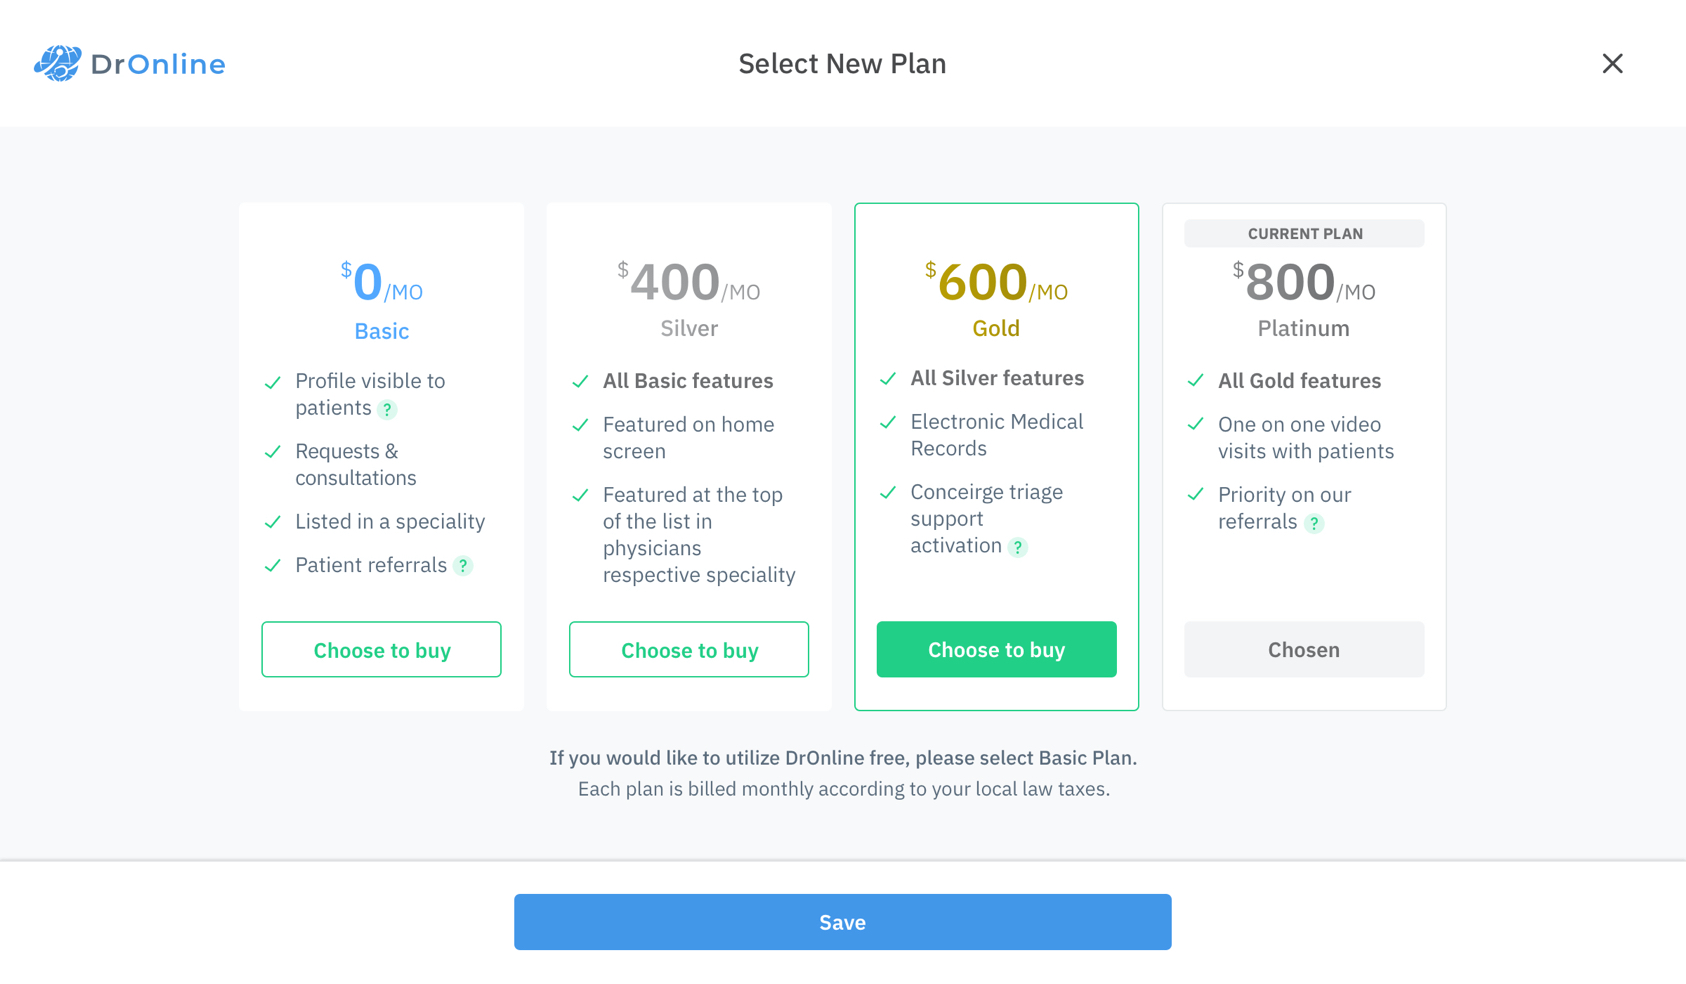 DrOnline
Select New Plan
$0/MO
Basic
Profile visible to
patients ?
Requests &
consultations
Listed in a speciality
Patient referrals ?
Choose to buy
$400/MO
Silver
All Basic features
Featured on home
screen
Featured at the top
of the list in
physicians
respective speciality
Choose to buy
$600/MO
Gold
All Silver features
Electronic Medical
Records
Conceirge triage
support
activation ?
Choose to buy
CURRENT PLAN
$800/MO
Platinum
All Gold features
One on one video
visits with patients
Priority on our
referrals ?
Chosen
If you would like to utilize DrOnline free, please select Basic Plan.
Each plan is billed monthly according to your local law taxes.
Save